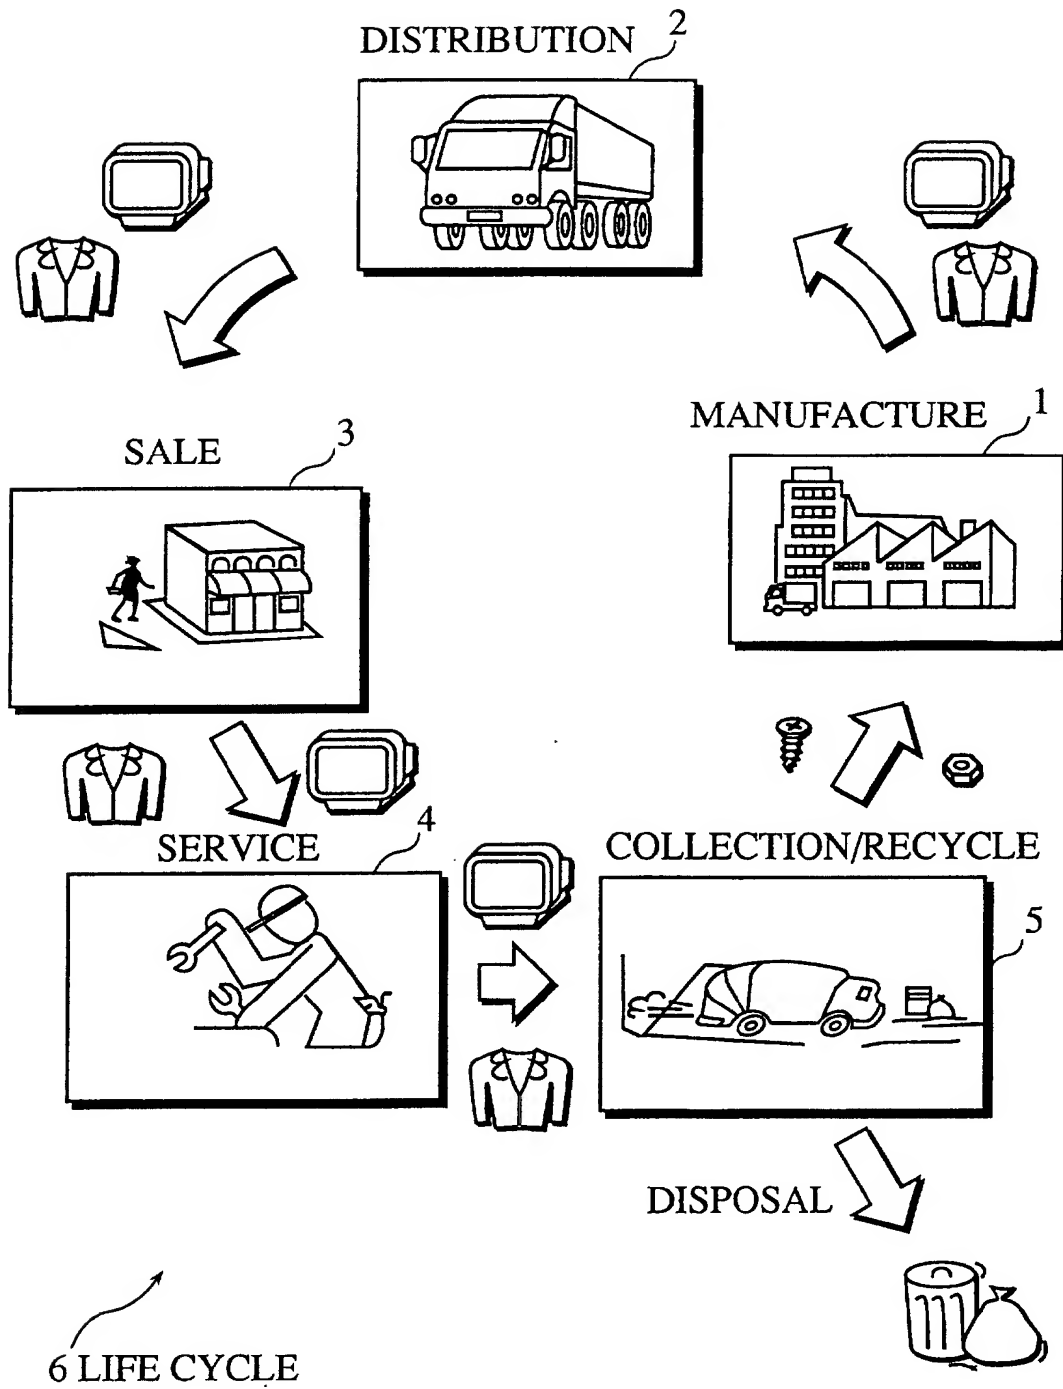 DISTRIBUTION 2
MANUFACTURE 1
SALE 3
SERVICE 4
COLLECTION/RECYCLE
5
DISPOSAL
6 LIFE CYCLE